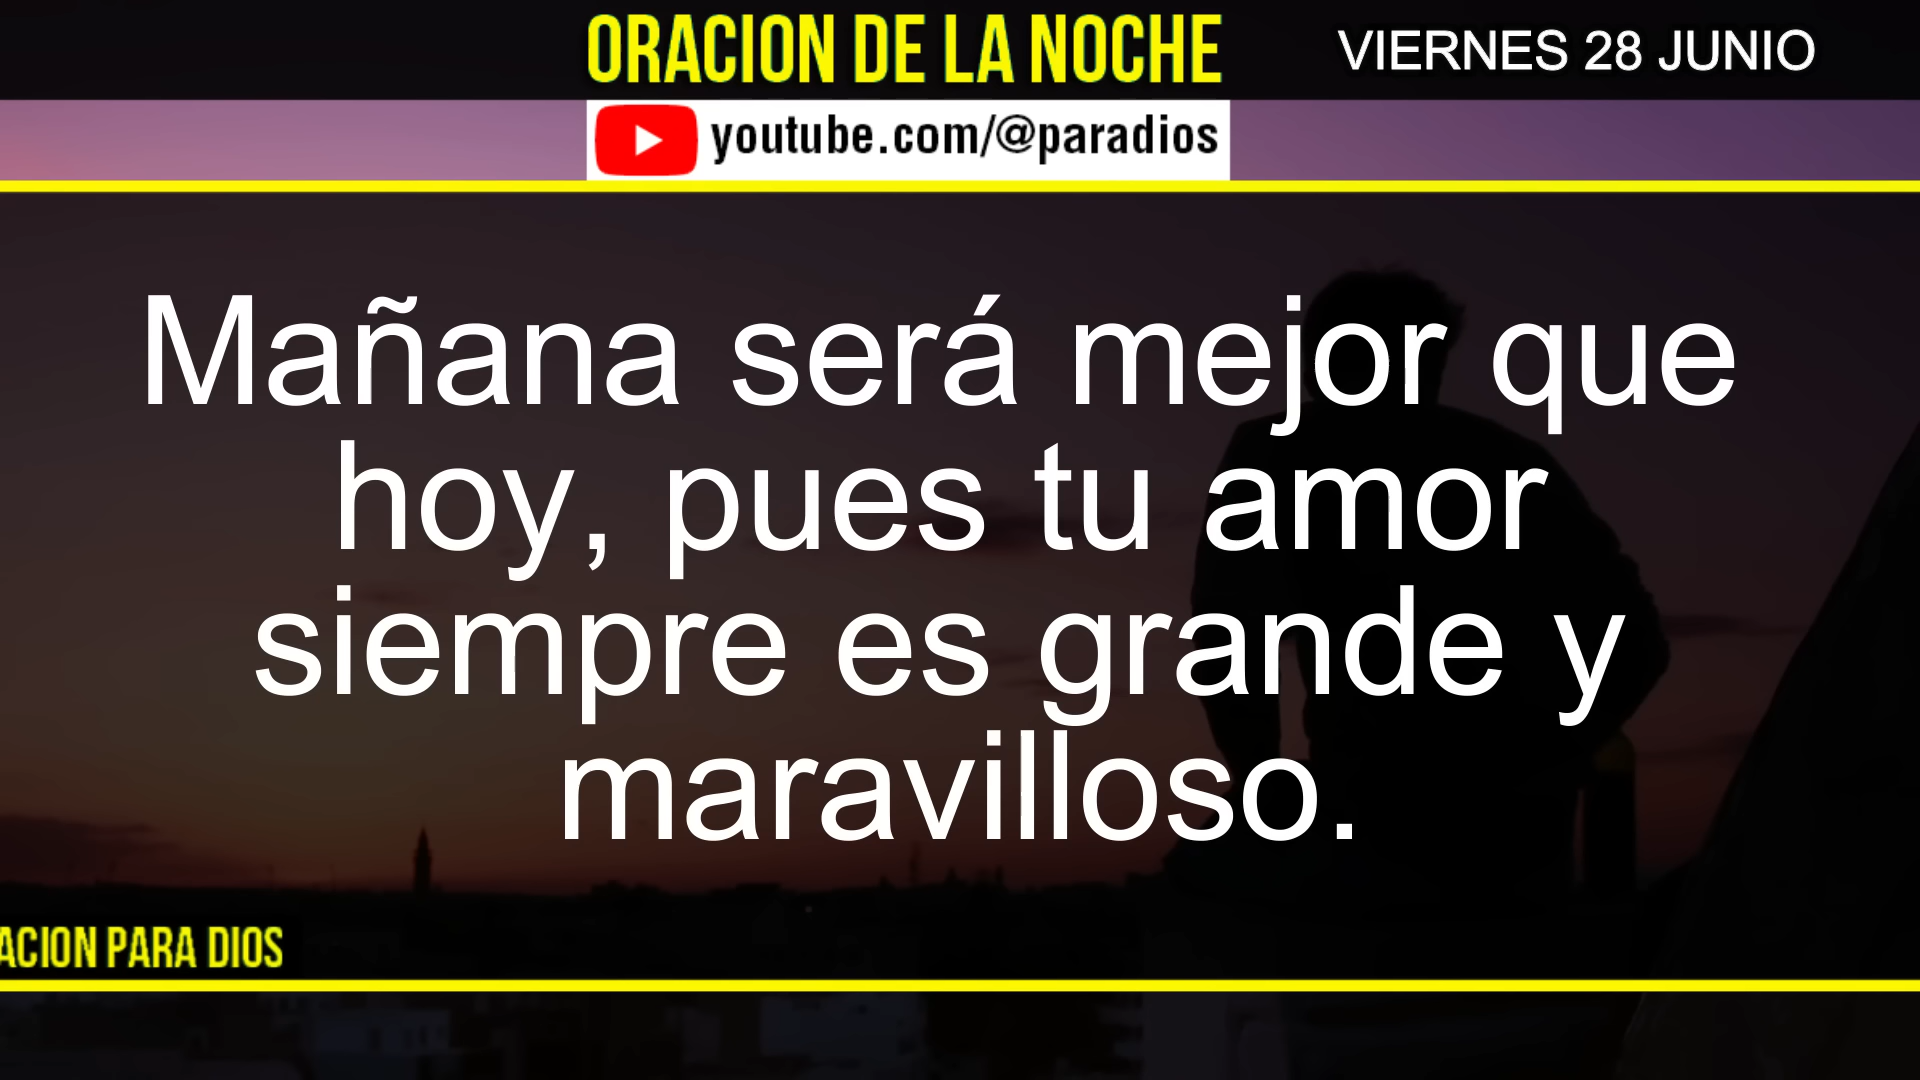 ORACION DE LA NOCHE
VIERNES 28 JUNIO
youtube.com/@paradios
Mañana será mejor que
hoy, pues tu amor
siempre es grande y
maravilloso.
ACION PARA DIOS